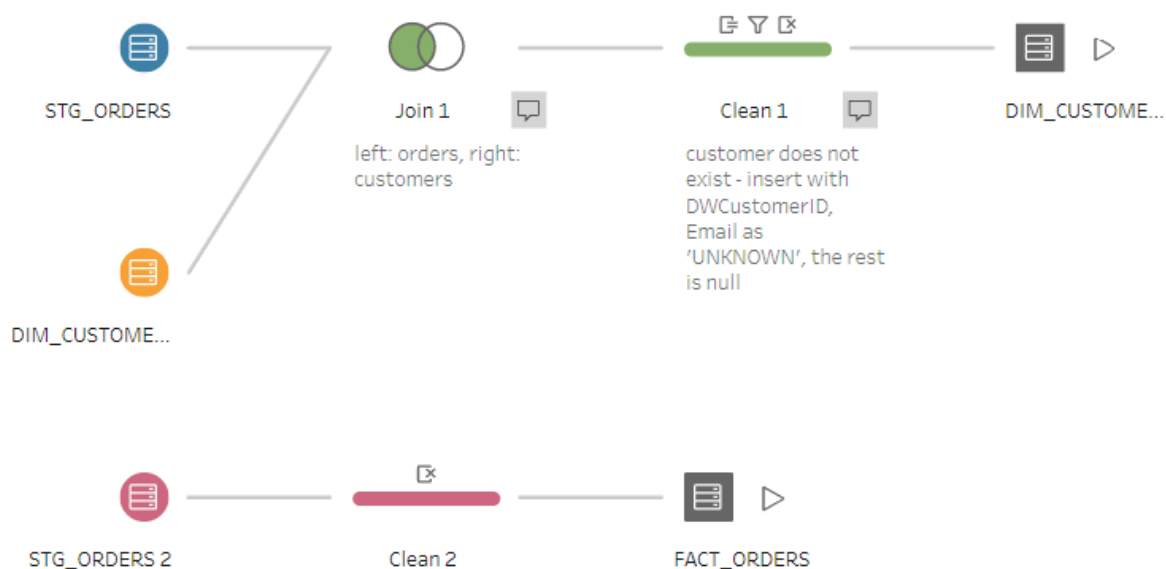 STG_ORDERS
Join 1
Clean 1
DIM_CUSTOME...
left: orders, right:
customers
customer does not
exist - insert with
DWCustomerID,
Email as
'UNKNOWN', the rest
is null
DIM_CUSTOME...
STG_ORDERS 2
Clean 2
FACT_ORDERS